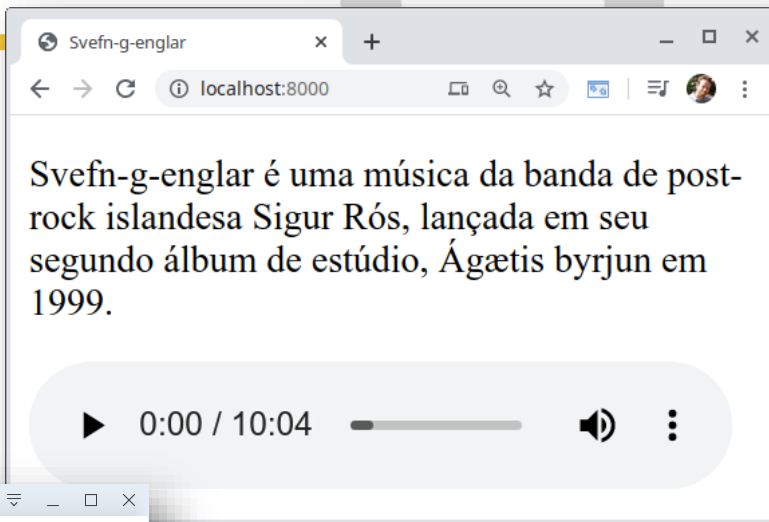 Svefn-g-englar
localhost:8000
Svefn-g-englar é uma música da banda de post-
rock islandesa Sigur Rós, lançada em seu
segundo álbum de estúdio, Ágætis byrjun em
1999.
0:00 / 10:04